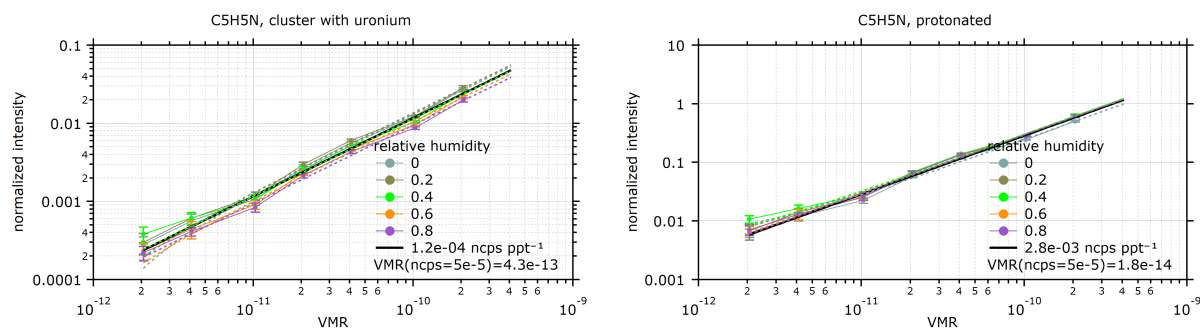 C5H5N, cluster with uronium
normalized intensity
0.1
4
2
0.01
4
2
0.001
4
2
0.0001
relative humidity
0
0.2
0.4
0.6
0.8
1.2e-04 ncps ppt⁻¹
VMR(ncps=5e-5)=4.3e-13
10⁻¹² 2 3 4 5 6 10⁻¹¹ 2 3 4 5 6 10⁻¹⁰ 2 3 4 5 6 10⁻⁹
VMR
C5H5N, protonated
normalized intensity
10
1
0.1
0.01
0.001
relative humidity
0
0.2
0.4
0.6
0.8
2.8e-03 ncps ppt⁻¹
VMR(ncps=5e-5)=1.8e-14
10⁻¹² 2 3 4 5 6 10⁻¹¹ 2 3 4 5 6 10⁻¹⁰ 2 3 4 5 6 10⁻⁹
VMR